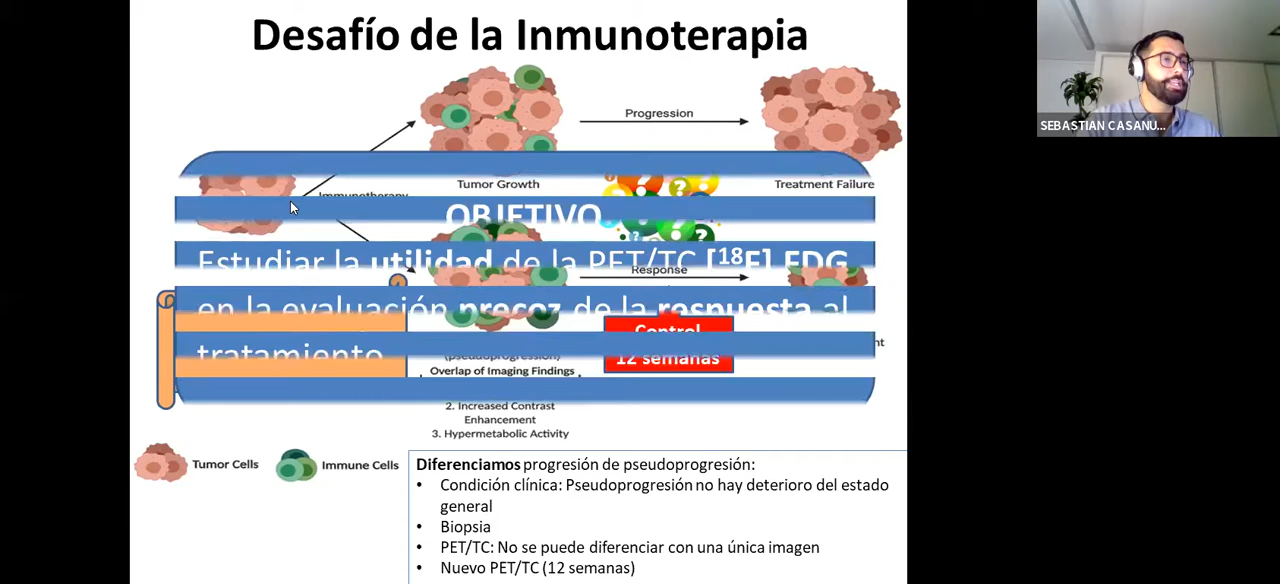 Desafío de la Inmunoterapia
Progression
SEBASTIAN CASANU...
Tumor Growth
Treatment Failure
Immunotherapy
OBJETIVO
Estudiar la utilidad de la PET/TC [18F] FDG
Response
en la evaluación precoz de la respuesta al
Control
tratamiento
12 semanas
(pseudoprogression)
Overlap of Imaging Findings
2. Increased Contrast
Enhancement
3. Hypermetabolic Activity
Tumor Cells
Immune Cells
Diferenciamos progresión de pseudoprogresión:
• Condición clínica: Pseudoprogresión no hay deterioro del estado
general
• Biopsia
• PET/TC: No se puede diferenciar con una única imagen
• Nuevo PET/TC (12 semanas)